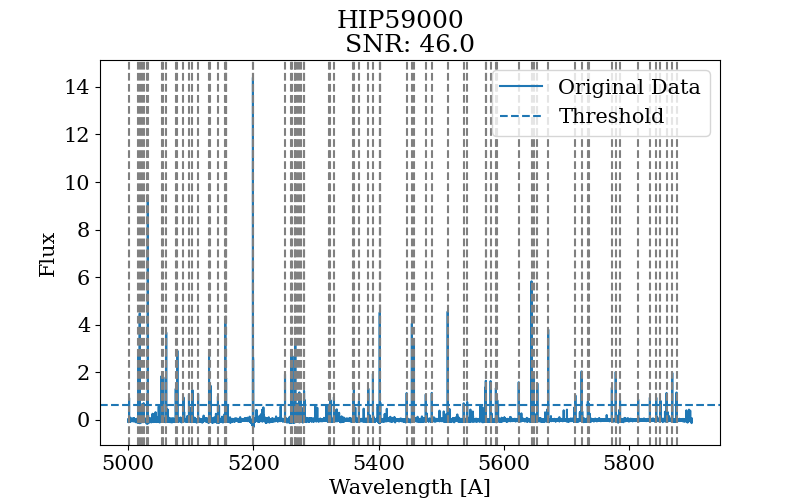 HIP59000
SNR: 46.0
Original Data
Threshold
14
12
10
8
6
4
2
0
Flux
5000 5200 5400 5600 5800
Wavelength [A]